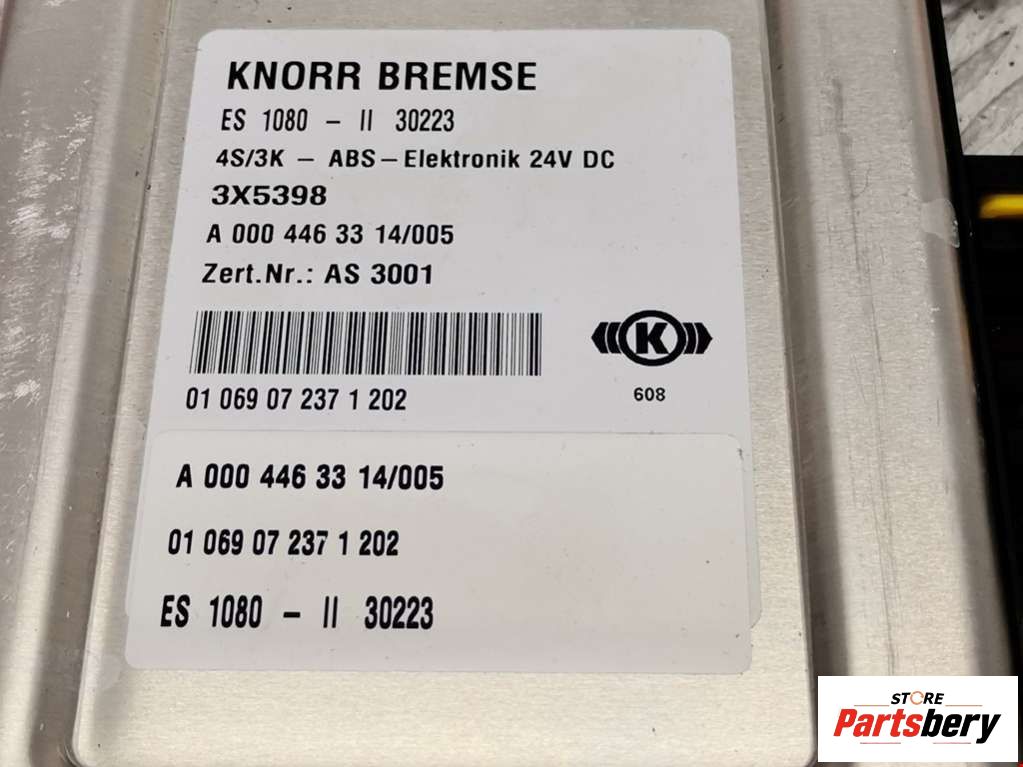 KNORR BREMSE
ES 1080 - II 30223
4S/3K - ABS-Elektronik 24V DC
3X5398
A 000 446 33 14/005
Zert.Nr.: AS 3001
K
01 069 07 237 1 202
608
A 000 446 33 14/005
01 069 07 237 1 202
ES 1080 - II 30223
STORE
Partsbery